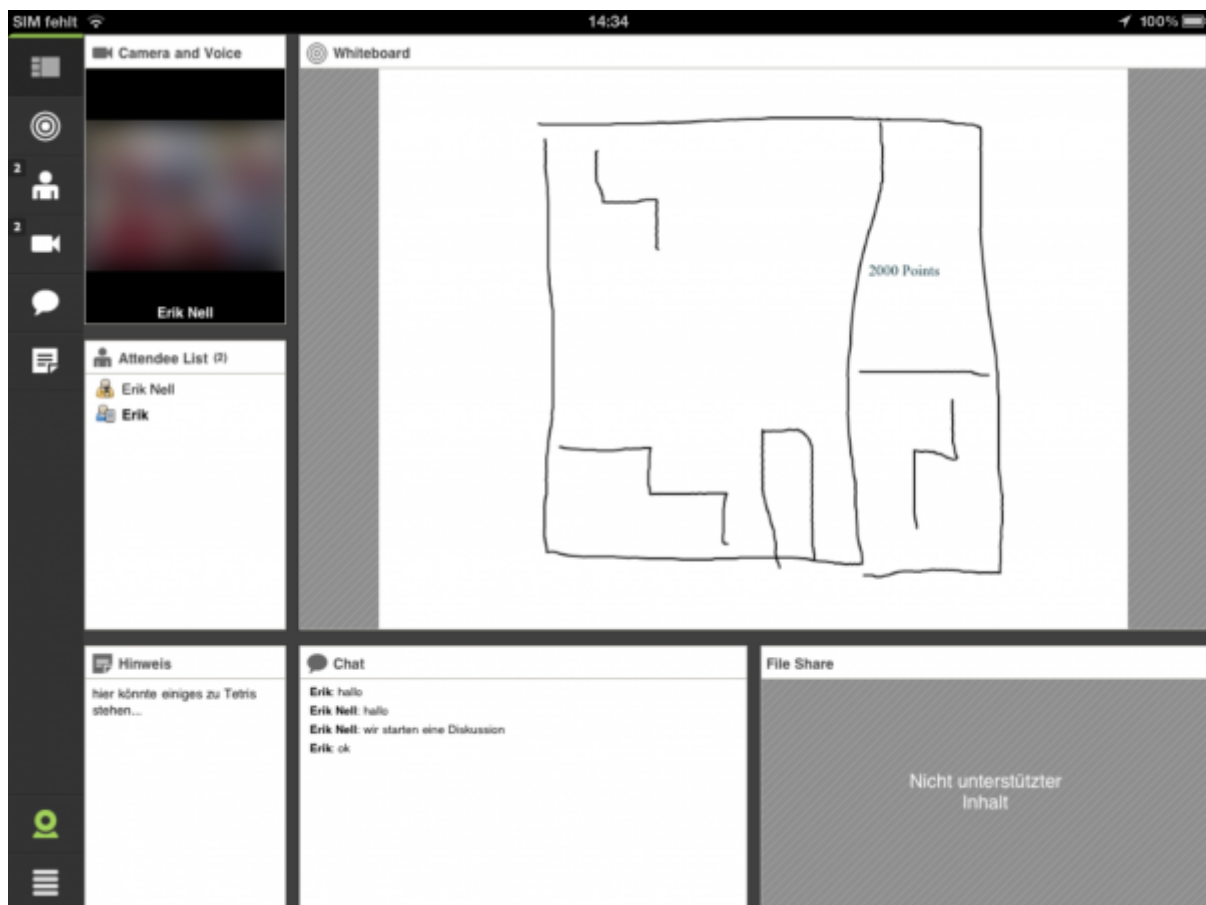 SIM fehlt
14:34
100%
Camera and Voice
Erik Nell
2
2
Attendee List (2)
Erik Nell
Erik
Whiteboard
2000 Points
Hinweis
hier könnte einiges zu Tetris
stehen...
Chat
Erik: hallo
Erik Nell: hallo
Erik Nell: wir starten eine Diskussion
Erik: ok
File Share
Nicht unterstützter
Inhalt